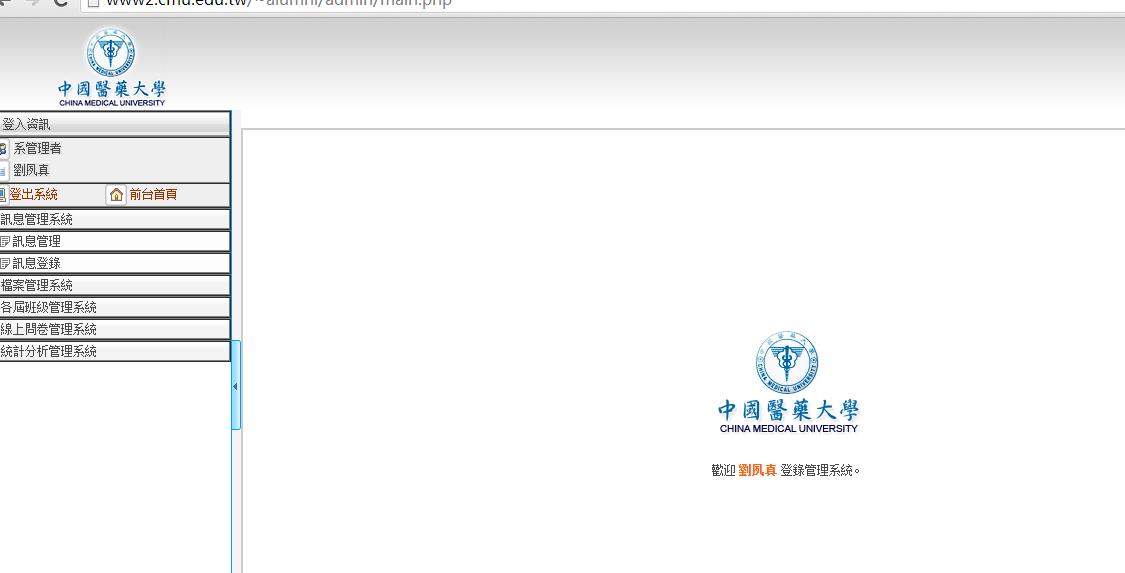 www2.cmu.edu.tw/~alumni/admin/main.php
中國醫藥大學
CHINA MEDICAL UNIVERSITY
登入資訊
系管理者
劉夙真
登出系統 前台首頁
訊息管理系統
訊息管理
訊息登錄
檔案管理系統
各屆班級管理系統
線上問卷管理系統
統計分析管理系統
中國醫藥大學
CHINA MEDICAL UNIVERSITY
歡迎 劉夙真 登錄管理系統。